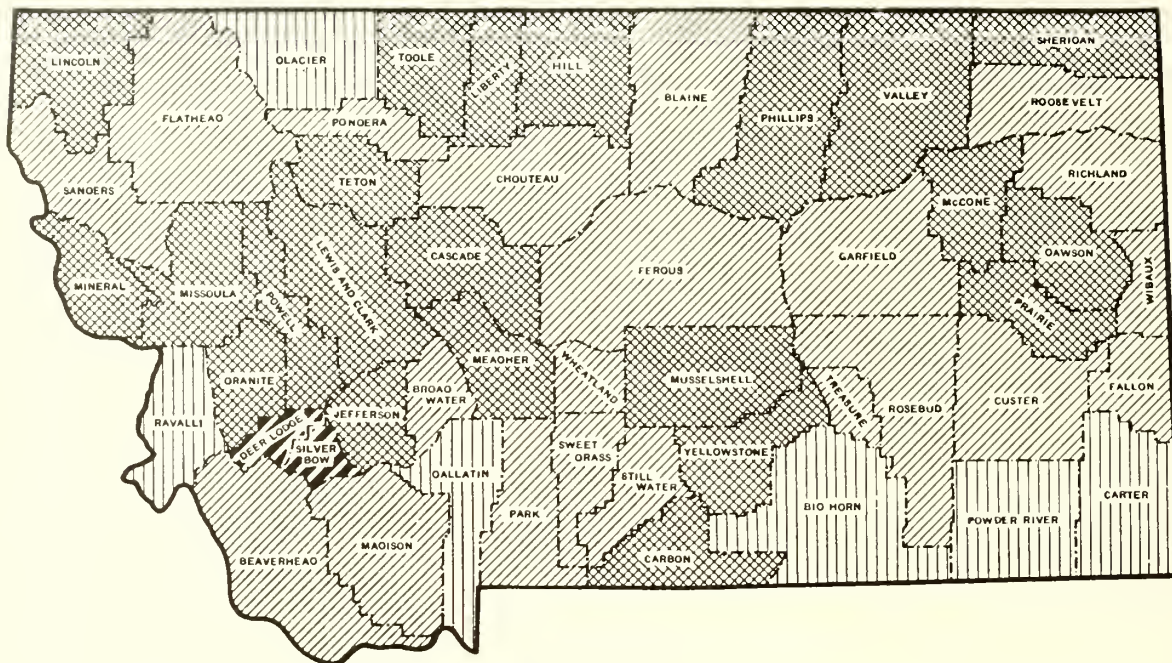 LINCOLN
GLACIER
TOOLE
LIBERTY
HILL
BLAINE
PHILLIPS
VALLEY
SHERIDAN
ROOSEVELT
FLATHEAD
PONDERA
SANDERS
TETON
CHOUTEAU
RICHLAND
McCONE
MINERAL
MISSOULA
POWELL
LEWIS AND CLARK
CASCADE
FERGUS
GARFIELD
DAWSON
PRAIRIE
WIBAUX
GRANITE
RAVALLI
DEER LODGE
SILVER
BOW
JEFFERSON
BROAD
WATER
MEAGHER
WHEATLAND
MUSSELSHELL
TREASURE
ROSEBUD
CUSTER
FALLON
GALLATIN
SWEET
GRASS
STILL
WATER
YELLOWSTONE
PARK
BIG HORN
POWDER RIVER
CARTER
BEAVERHEAD
MADISON
CARBON